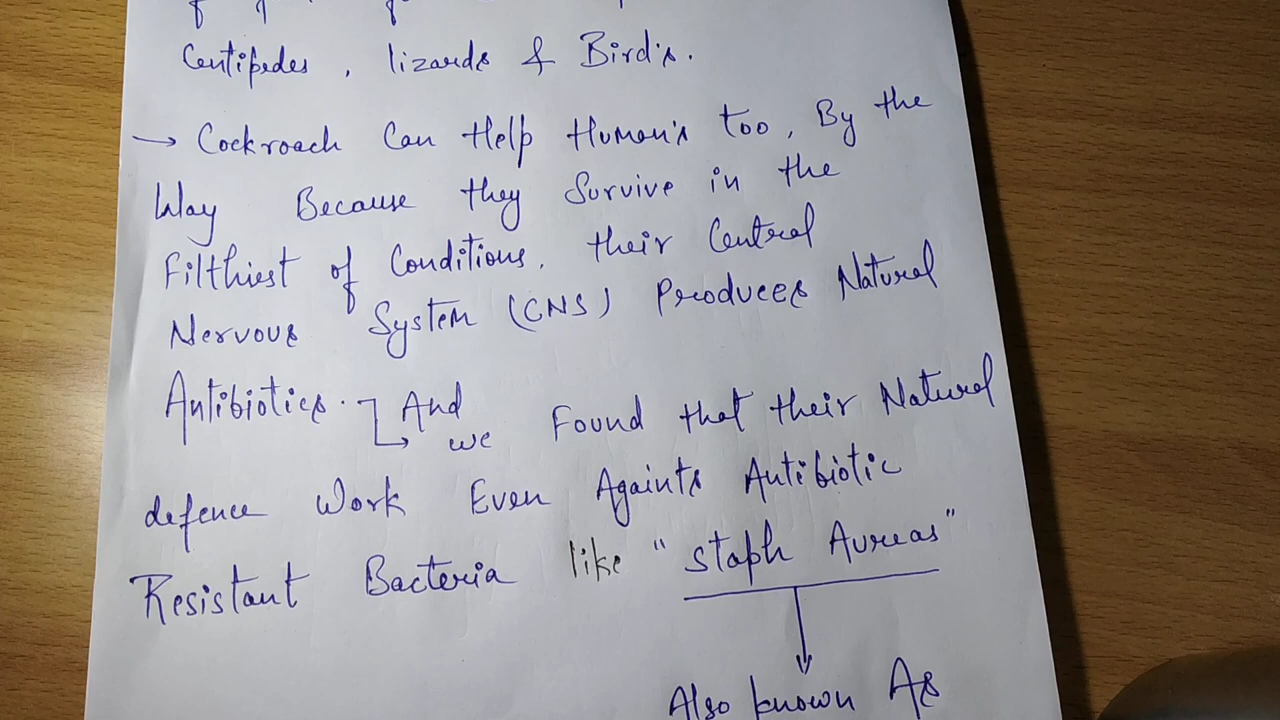 Centipedes, lizards & Bird's.
→ Cockroach Can Help Human's too, By the
Way Because they Survive in the
Filthiest of Conditions, their Central
Nervous System (CNS) Produces Natural
Antibiotics. And
we Found that their Natural
defence Work Even Againts Antibiotic
Resistant Bacteria like "Staph Aureas"
Also known As